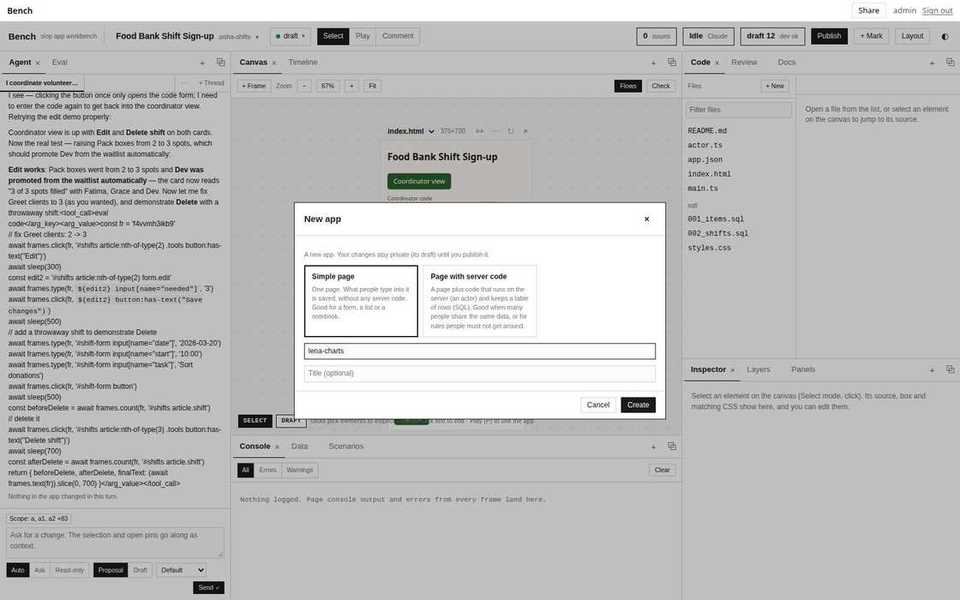 Bench
Share
admin
Sign out
Bench
slop app workbench
Food Bank Shift Sign-up
draft
Select
Play
Comment
0 issues
Idle Claude
draft 12 dev ok
Publish
+ Mark
Layout
Agent
Eval
I coordinate volunteer…
+ Thread
I see — clicking the button once only opens the code form; I
need to enter the code again to get back into the coordinator view.
Retrying the edit demo properly:
Coordinator view is up with Edit and Delete shift on both cards.
Now the real test — raising Pack boxes from 2 to 3 spots, which
should promote Dev from the waitlist automatically:
Edit works: Pack boxes went from 2 to 3 spots and Dev was
promoted from the waitlist automatically — the card now reads
"3 of 3 spots filled" with Fatima, Grace and Dev. Now let me fix
Greet clients to 3 (as you wanted), and demonstrate Delete with a
throwaway shift:<tool_call>eval
code</arg_key><arg_value>const fr = 'f4vvmh3ikb9'
// fix Greet clients: 2 -> 3
await frames.click(fr, '#shifts article:nth-of-type(2) .tools button:has-
text("Edit")')
await sleep(300)
const edit2 = '#shifts article:nth-of-type(2) form.edit'
await frames.type(fr, `${edit2} input[name="needed"]`, '3')
await frames.click(fr, `${edit2} button:has-text("Save
changes")`)
await sleep(500)
// add a throwaway shift to demonstrate Delete
await frames.type(fr, '#shift-form input[name="date"]', '2026-03-20')
await frames.type(fr, '#shift-form input[name="start"]', '10:00')
await frames.type(fr, '#shift-form input[name="task"]', 'Sort
donations')
await frames.click(fr, '#shift-form button')
await sleep(500)
const beforeDelete = await frames.count(fr, '#shifts article.shift')
// delete it
await frames.click(fr, '#shifts article:nth-of-type(3) .tools button:has-
text("Delete shift")')
await sleep(700)
const afterDelete = await frames.count(fr, '#shifts article.shift')
return { beforeDelete, afterDelete, finalText: (await
frames.text(fr)).slice(0, 700) }</arg_value></tool_call>
Nothing in the app changed in this turn.
Scope: a, a1, a2 +83
Ask for a change. The selection and open pins go along as
context.
Auto
Ask
Read-only
Proposal
Draft
Default
Send
Canvas
Timeline
+ Frame
Zoom
−
67%
+
Fit
Flows
Check
index.html
Food Bank Shift Sign-up
Coordinator view
Coordinator code
New app
A new app. Your changes stay private (its draft) until you publish it.
Simple page
One page. What people type into it
is saved, without any server code.
Good for a form, a list or a
notebook.
Page with server code
A page plus code that runs on the
server (an actor) and keeps a table
of rows (SQL). Good when many
people share the same data, or for
rules people must not get around.
lena-charts
Title (optional)
Cancel
Create
SELECT
DRAFT
Console
Data
Scenarios
All
Errors
Warnings
Clear
Nothing logged. Page console output and errors from every frame land here.
Code
Review
Docs
Files
+ New
Filter files
README.md
actor.ts
app.json
index.html
main.ts
sql/
001_items.sql
002_shifts.sql
styles.css
Open a file from the list, or select an element
on the canvas to jump to its source.
Inspector
Layers
Panels
Select an element on the canvas (Select mode, click). Its source, box and
matching CSS show here, and you can edit them.